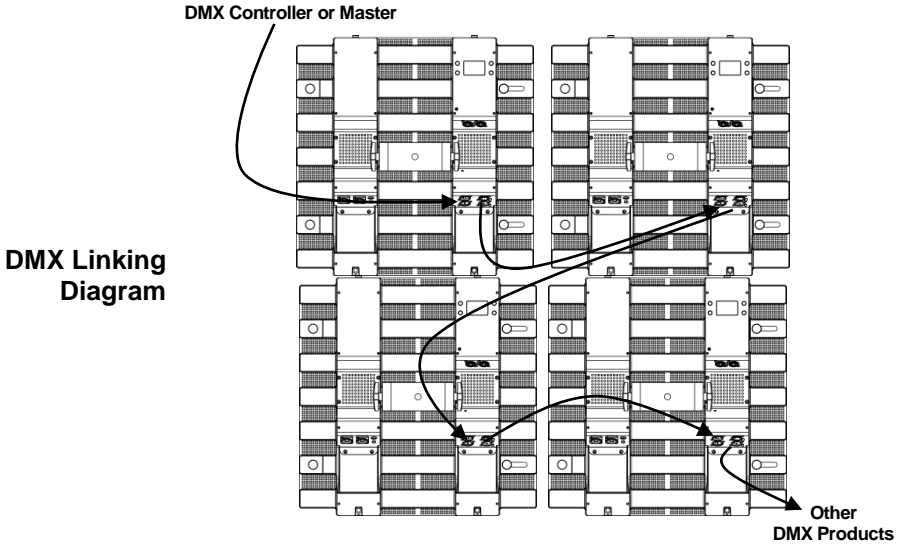 DMX Controller or Master
DMX Linking
Diagram
Other
DMX Products